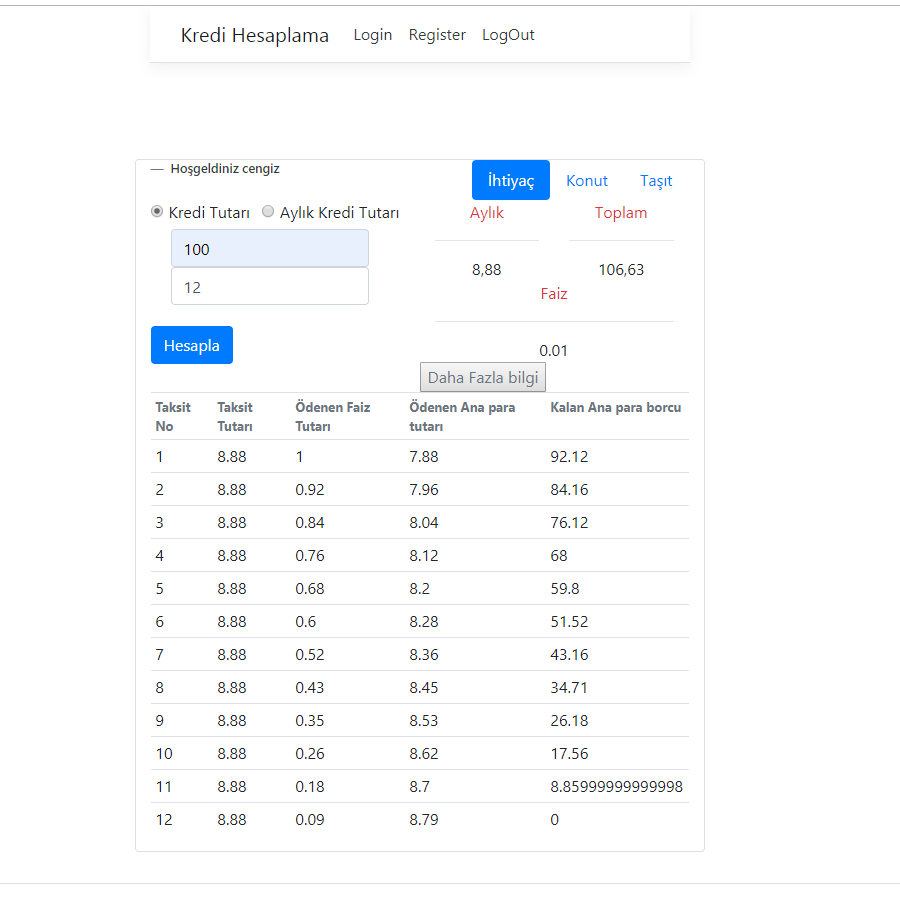 Kredi Hesaplama Login Register LogOut
— Hoşgeldiniz cengiz
İhtiyaç Konut Taşıt
Kredi Tutarı Aylık Kredi Tutarı
Aylık Toplam
100
12
8,88 106,63
Faiz
Hesapla
0.01
Daha Fazla bilgi
Taksit No Taksit Tutarı Ödenen Faiz Tutarı Ödenen Ana para tutarı Kalan Ana para borcu
1 8.88 1 7.88 92.12
2 8.88 0.92 7.96 84.16
3 8.88 0.84 8.04 76.12
4 8.88 0.76 8.12 68
5 8.88 0.68 8.2 59.8
6 8.88 0.6 8.28 51.52
7 8.88 0.52 8.36 43.16
8 8.88 0.43 8.45 34.71
9 8.88 0.35 8.53 26.18
10 8.88 0.26 8.62 17.56
11 8.88 0.18 8.7 8.85999999999998
12 8.88 0.09 8.79 0